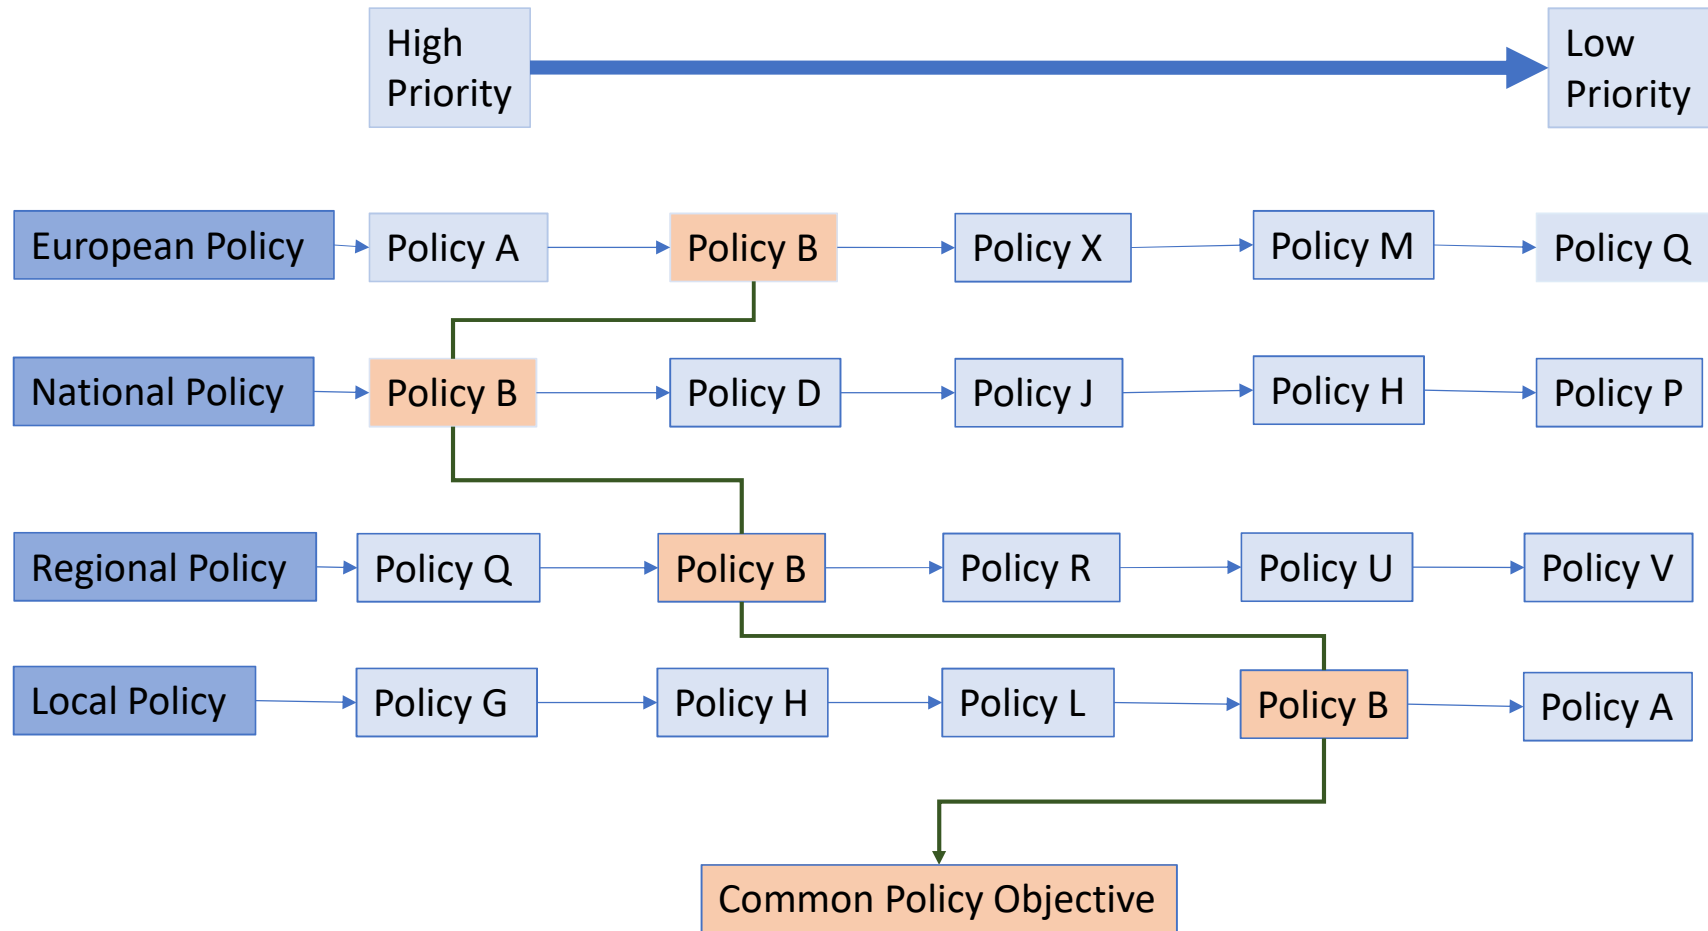 High
Priority
Low
Priority
European Policy
Policy A
Policy B
Policy X
Policy M
Policy Q
National Policy
Policy B
Policy D
Policy J
Policy H
Policy P
Regional Policy
Policy Q
Policy B
Policy R
Policy U
Policy V
Local Policy
Policy G
Policy H
Policy L
Policy B
Policy A
Common Policy Objective